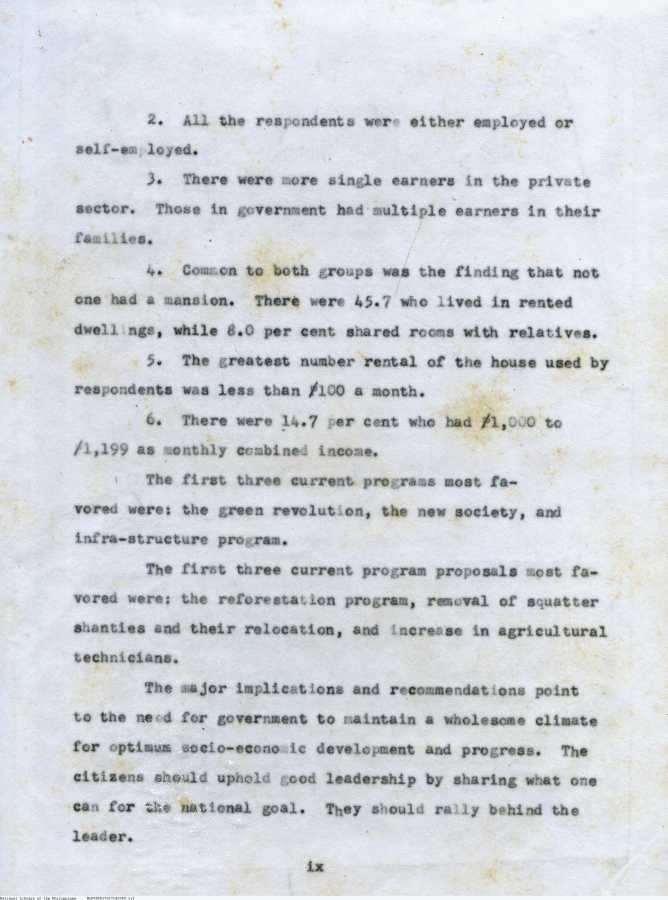 2. All the respondents were either employed or
self-employed.
3. There were more single earners in the private
sector. Those in government had multiple earners in their
families.
4. Common to both groups was the finding that not
one had a mansion. There were 45.7 who lived in rented
dwellings, while 8.0 per cent shared rooms with relatives.
5. The greatest number rental of the house used by
respondents was less than ₱100 a month.
6. There were 14.7 per cent who had ₱1,000 to
₱1,199 as monthly combined income.
The first three current programs most fa-
vored were: the green revolution, the new society, and
infra-structure program.
The first three current program proposals most fa-
vored were: the reforestation program, removal of squatter
shanties and their relocation, and increase in agricultural
technicians.
The major implications and recommendations point
to the need for government to maintain a wholesome climate
for optimum socio-economic development and progress. The
citizens should uphold good leadership by sharing what one
can for the national goal. They should rally behind the
leader.
ix
National Library of the Philippines